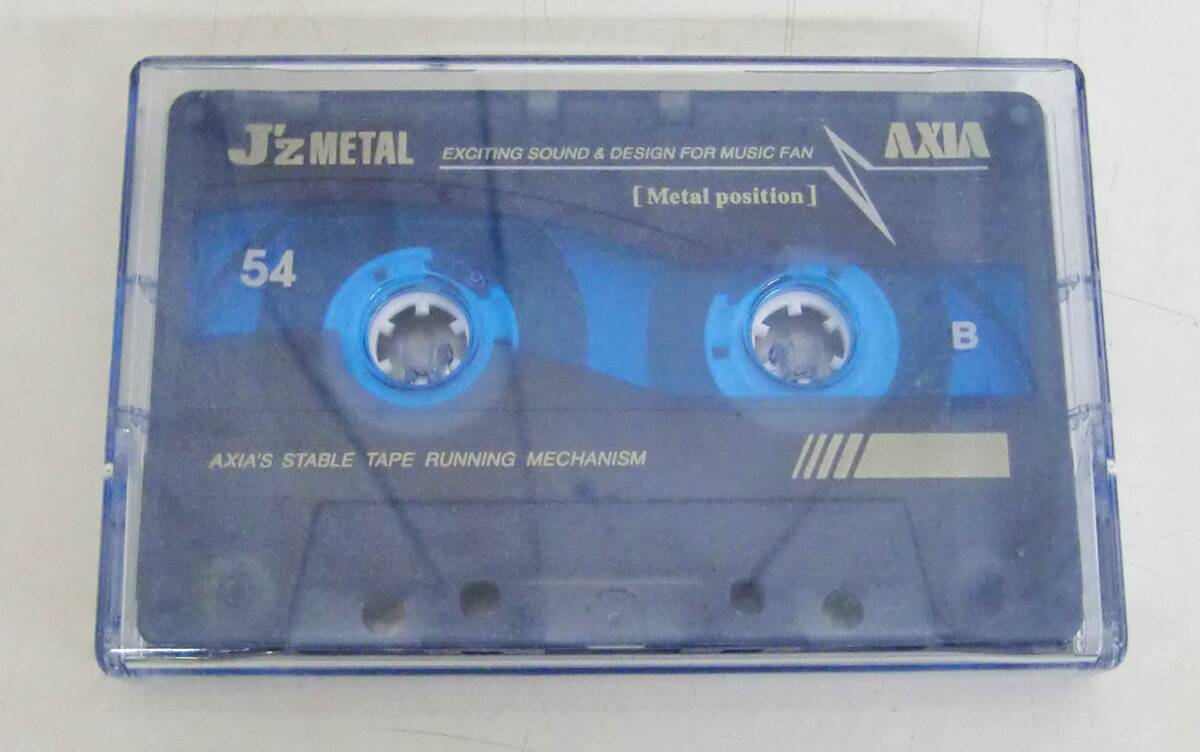 J'z METAL
EXCITING SOUND & DESIGN FOR MUSIC FAN
AXIA
[Metal position]
54
B
AXIA'S STABLE TAPE RUNNING MECHANISM